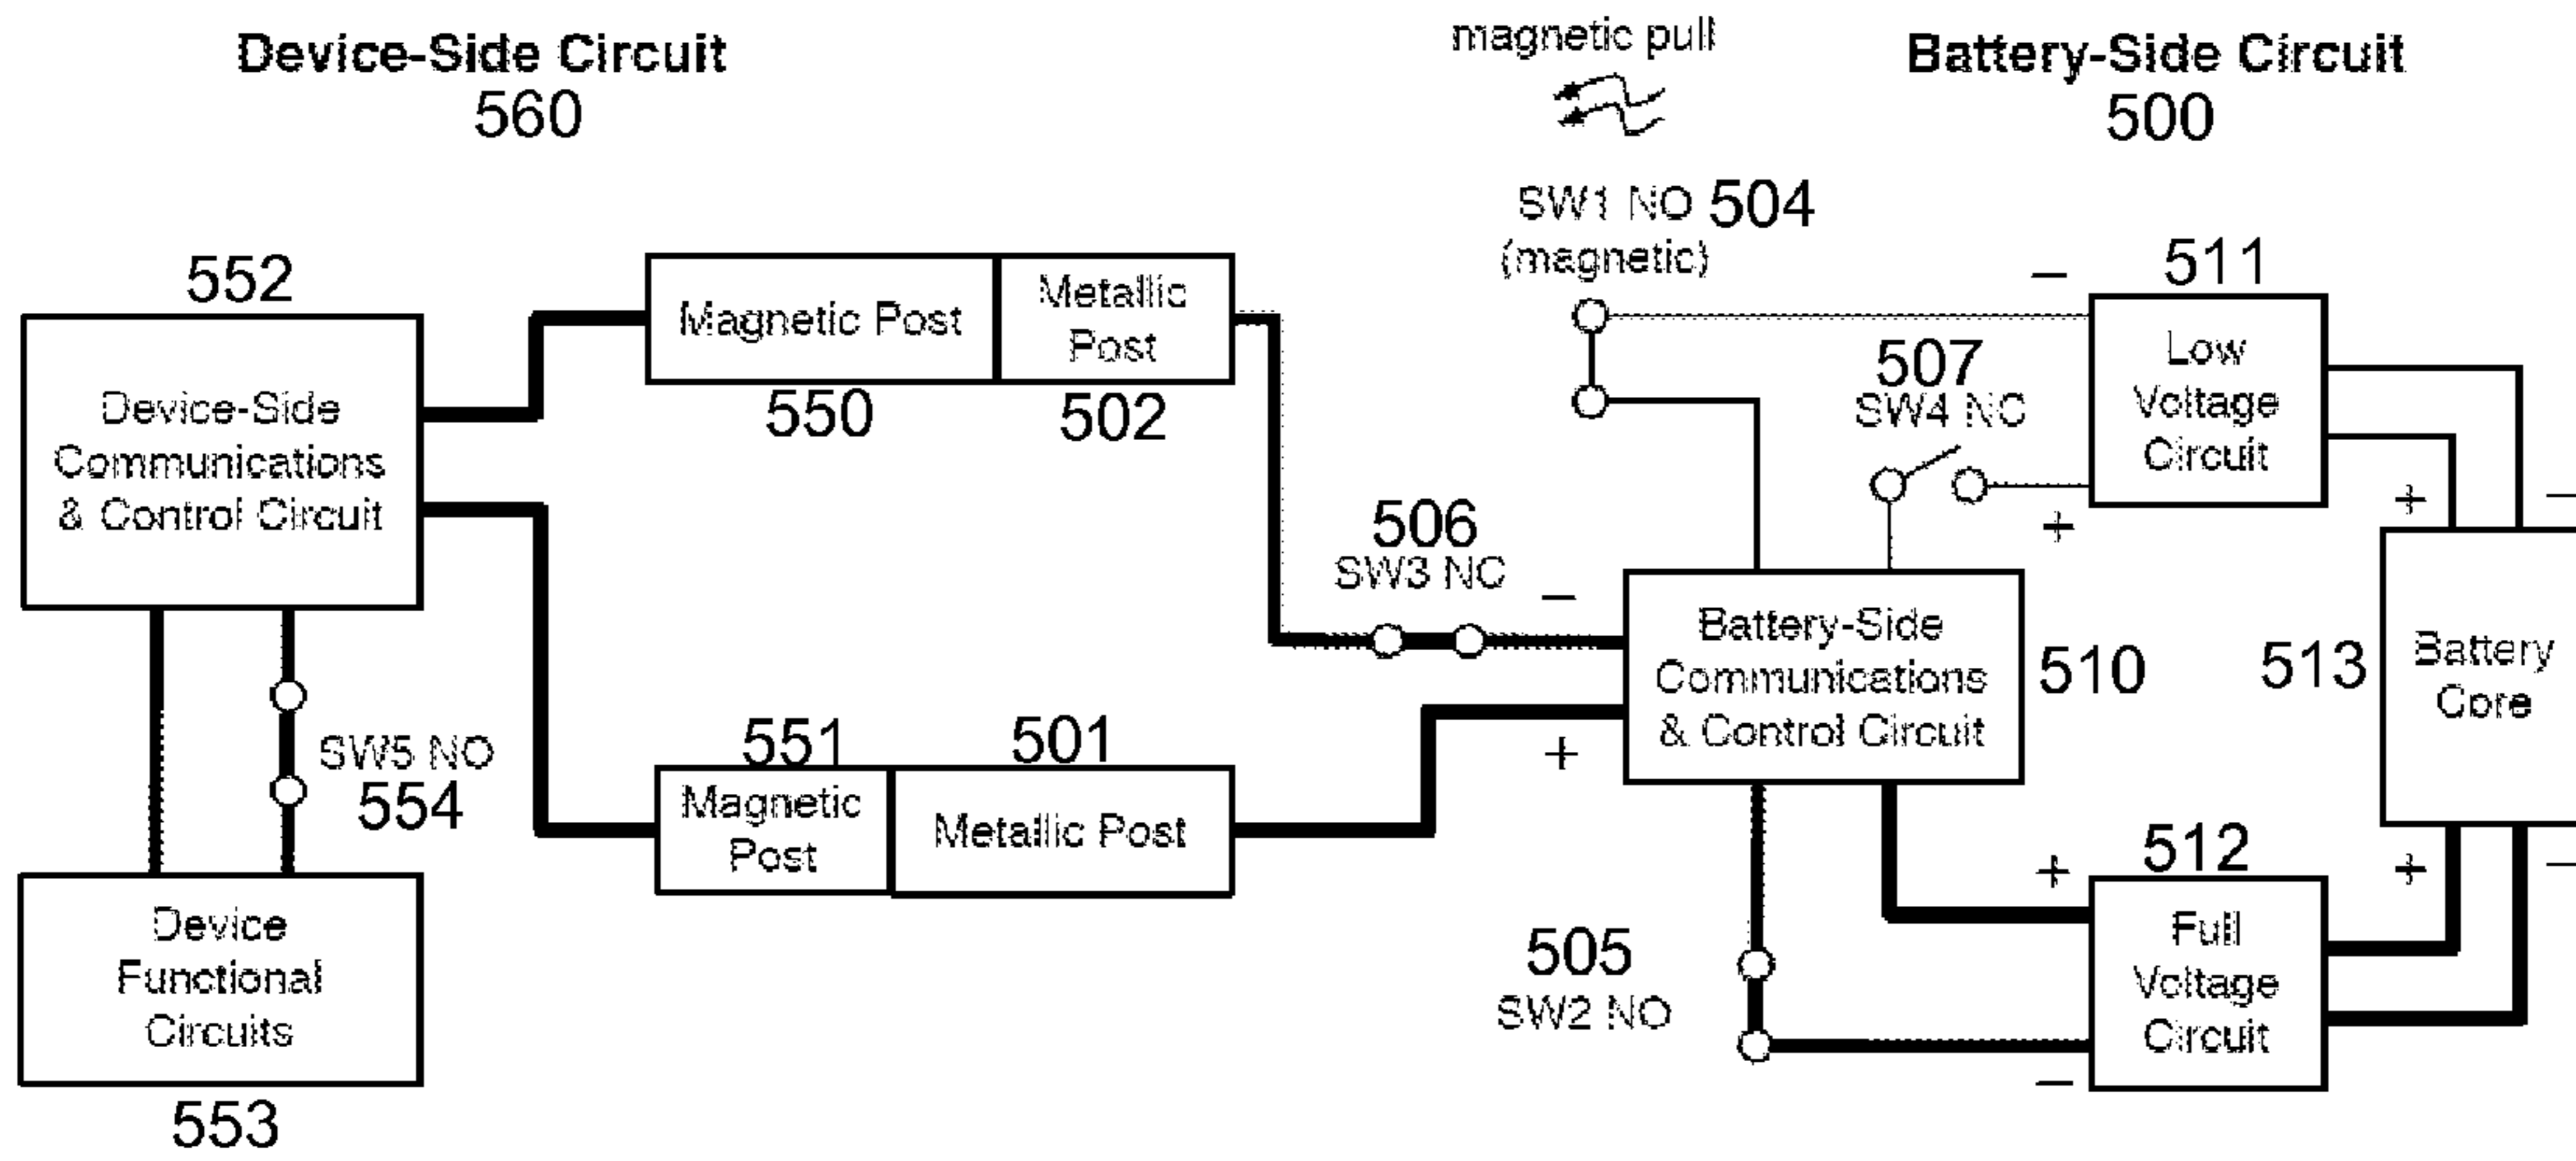 Device-Side Circuit
560
magnetic pull
Battery-Side Circuit
500
SW1 NO 504
(magnetic)
552
Device-Side
Communications
& Control Circuit
Magnetic Post
550
Metallic
Post
502
–
511
Low
Voltage
Circuit
507
SW4 NC
+
+
–
506
SW3 NC
–
Battery-Side
Communications
& Control Circuit
510
513
Battery
Core
SW5 NO
554
551
Magnetic
Post
501
Metallic Post
+
505
SW2 NO
+
512
Full
Voltage
Circuit
–
+
–
Device
Functional
Circuits
553